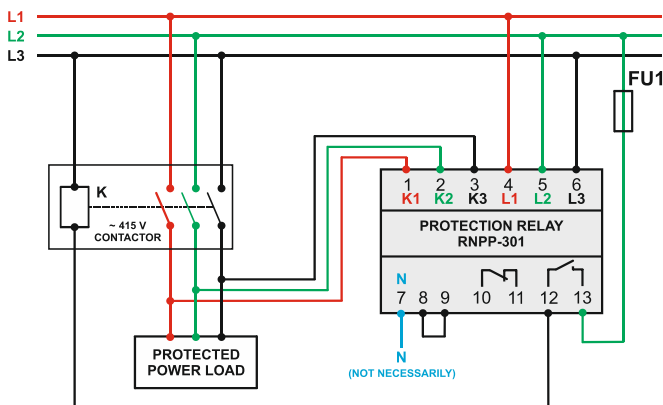 L1
L2
L3
FU1
K
~ 415 V
CONTACTOR
1 2 3 4 5 6
K1 K2 K3 L1 L2 L3
PROTECTION RELAY
RNPP-301
N
7 8 9 10 11 12 13
N
(NOT NECESSARILY)
PROTECTED
POWER LOAD